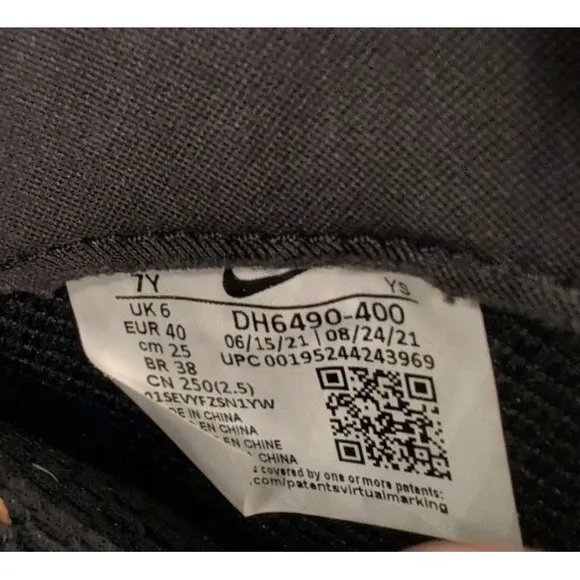 7Y YS
UK 6
EUR 40
cm 25
BR 38
CN 250(2.5)
DH6490-400
06/15/21 | 08/24/21
UPC 00195244243969
01SEVYFZSN1YW
E IN CHINA
EN CHINA
EN CHINE
CHINA
covered by one or more patents:
.com/patentsvirtualmarking